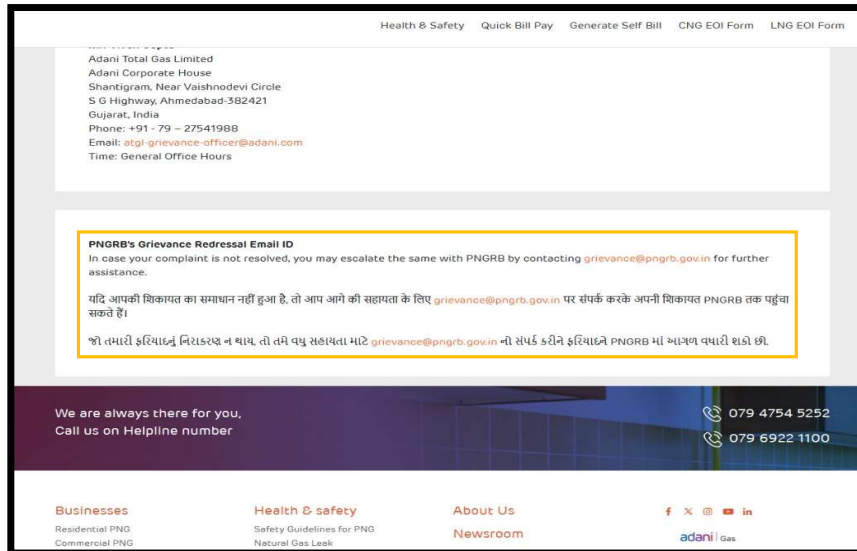 Health & Safety Quick Bill Pay Generate Self Bill CNG EOI Form LNG EOI Form
Adani Total Gas Limited
Adani Corporate House
Shantigram, Near Vaishnodevi Circle
S G Highway, Ahmedabad-382421
Gujarat, India
Phone: +91 - 79 – 27541988
Email: atgl-grievance-officer@adani.com
Time: General Office Hours
PNGRB's Grievance Redressal Email ID
In case your complaint is not resolved, you may escalate the same with PNGRB by contacting grievance@pngrb.gov.in for further
assistance.
यदि आपकी शिकायत का समाधान नहीं हुआ है, तो आप आगे की सहायता के लिए grievance@pngrb.gov.in पर संपर्क करके अपनी शिकायत PNGRB तक पहुंचा
सकते हैं।
જો તમારી ફરિયાદનું નિરાકરણ ન થાય, તો તમે વધુ સહાયતા માટે grievance@pngrb.gov.in નો સંપર્ક કરીને ફરિયાદને PNGRB માં આગળ વધારી શકો છો.
We are always there for you,
Call us on Helpline number
079 4754 5252
079 6922 1100
Businesses Health & safety About Us
Residential PNG Safety Guidelines for PNG Newsroom
Commercial PNG Natural Gas Leak adani Gas